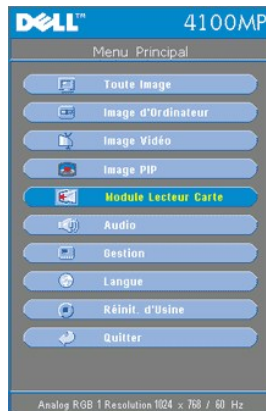 DELL™ 4100MP
Menu Principal
Toute Image
Image d'Ordinateur
Image Vidéo
Image PIP
Module Lecteur Carte
Audio
Gestion
Langue
Réinit. d'Usine
Quitter
Analog RGB 1 Resolution 1024 x 768 / 60 Hz